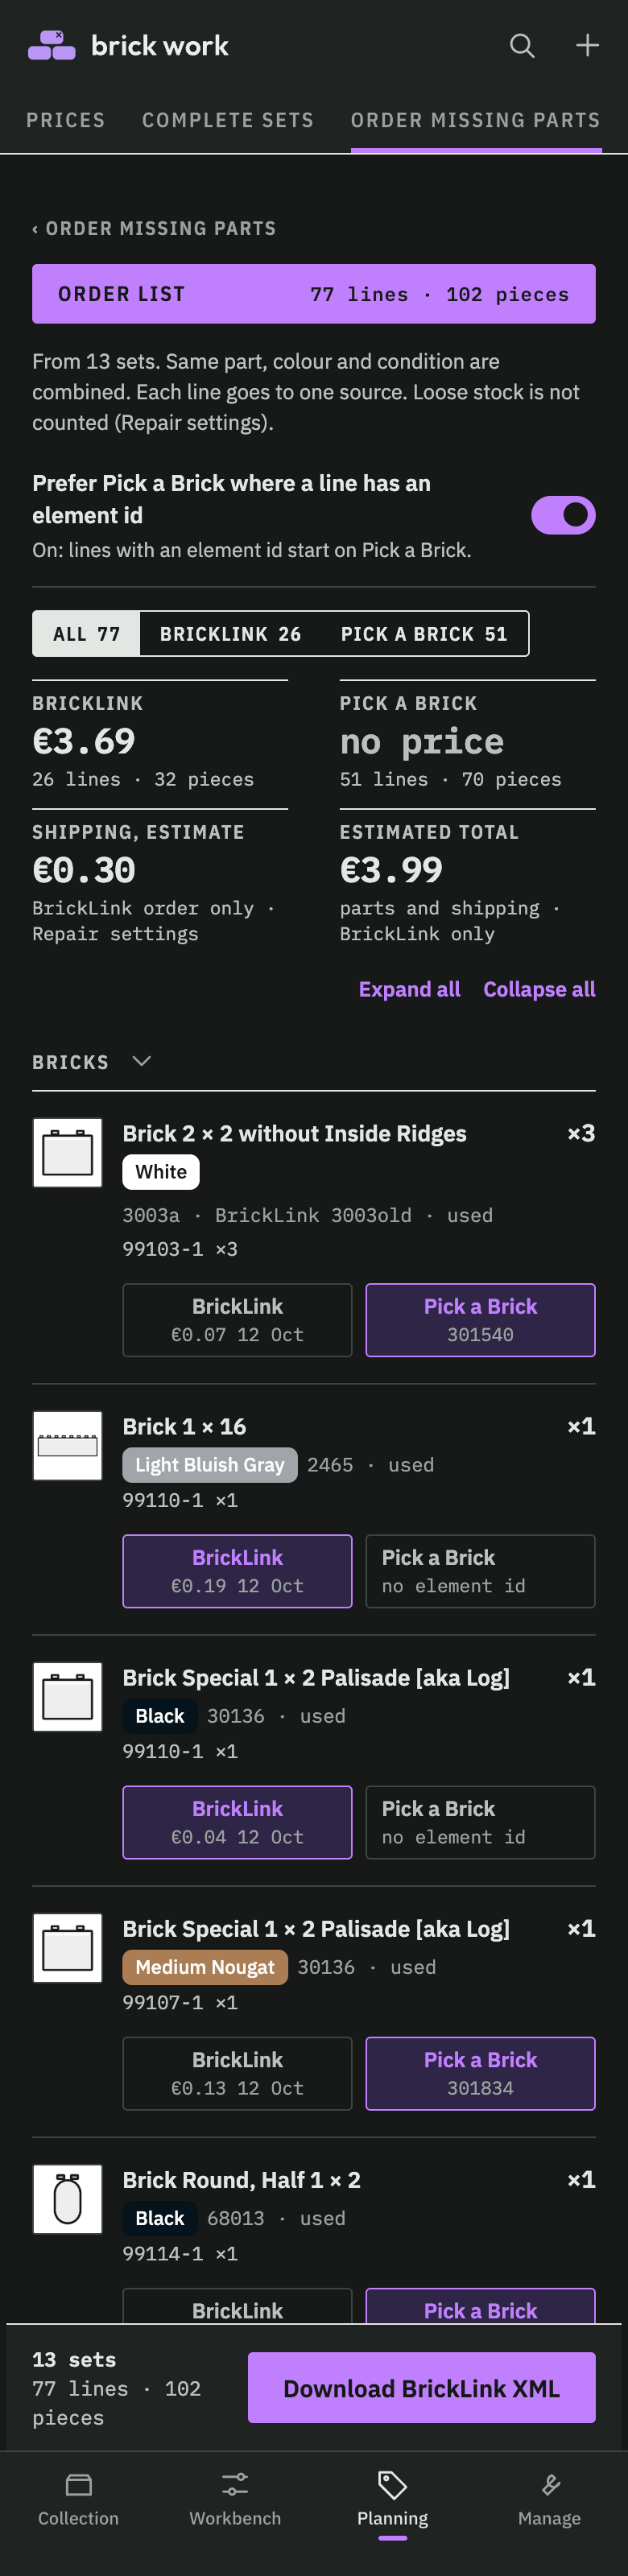 brick work
PRICES COMPLETE SETS ORDER MISSING PARTS
‹ ORDER MISSING PARTS
ORDER LIST 77 lines · 102 pieces
From 13 sets. Same part, colour and condition are
combined. Each line goes to one source. Loose stock is not
counted (Repair settings).
Prefer Pick a Brick where a line has an
element id
On: lines with an element id start on Pick a Brick.
ALL 77 BRICKLINK 26 PICK A BRICK 51
BRICKLINK
€3.69
26 lines · 32 pieces
PICK A BRICK
no price
51 lines · 70 pieces
SHIPPING, ESTIMATE
€0.30
BrickLink order only ·
Repair settings
ESTIMATED TOTAL
€3.99
parts and shipping ·
BrickLink only
Expand all Collapse all
BRICKS
Brick 2 × 2 without Inside Ridges ×3
White
3003a · BrickLink 3003old · used
99103-1 ×3
BrickLink
€0.07 12 Oct
Pick a Brick
301540
Brick 1 × 16 ×1
Light Bluish Gray 2465 · used
99110-1 ×1
BrickLink
€0.19 12 Oct
Pick a Brick
no element id
Brick Special 1 × 2 Palisade [aka Log] ×1
Black 30136 · used
99110-1 ×1
BrickLink
€0.04 12 Oct
Pick a Brick
no element id
Brick Special 1 × 2 Palisade [aka Log] ×1
Medium Nougat 30136 · used
99107-1 ×1
BrickLink
€0.13 12 Oct
Pick a Brick
301834
Brick Round, Half 1 × 2 ×1
Black 68013 · used
99114-1 ×1
BrickLink
Pick a Brick
13 sets
77 lines · 102
pieces
Download BrickLink XML
Collection Workbench Planning Manage